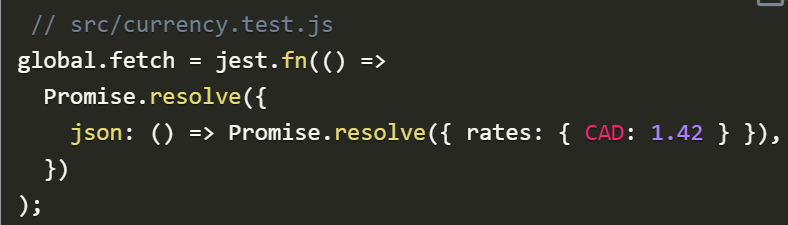 // src/currency.test.js
global.fetch = jest.fn(() =>
  Promise.resolve({
    json: () => Promise.resolve({ rates: { CAD: 1.42 } }),
  })
);